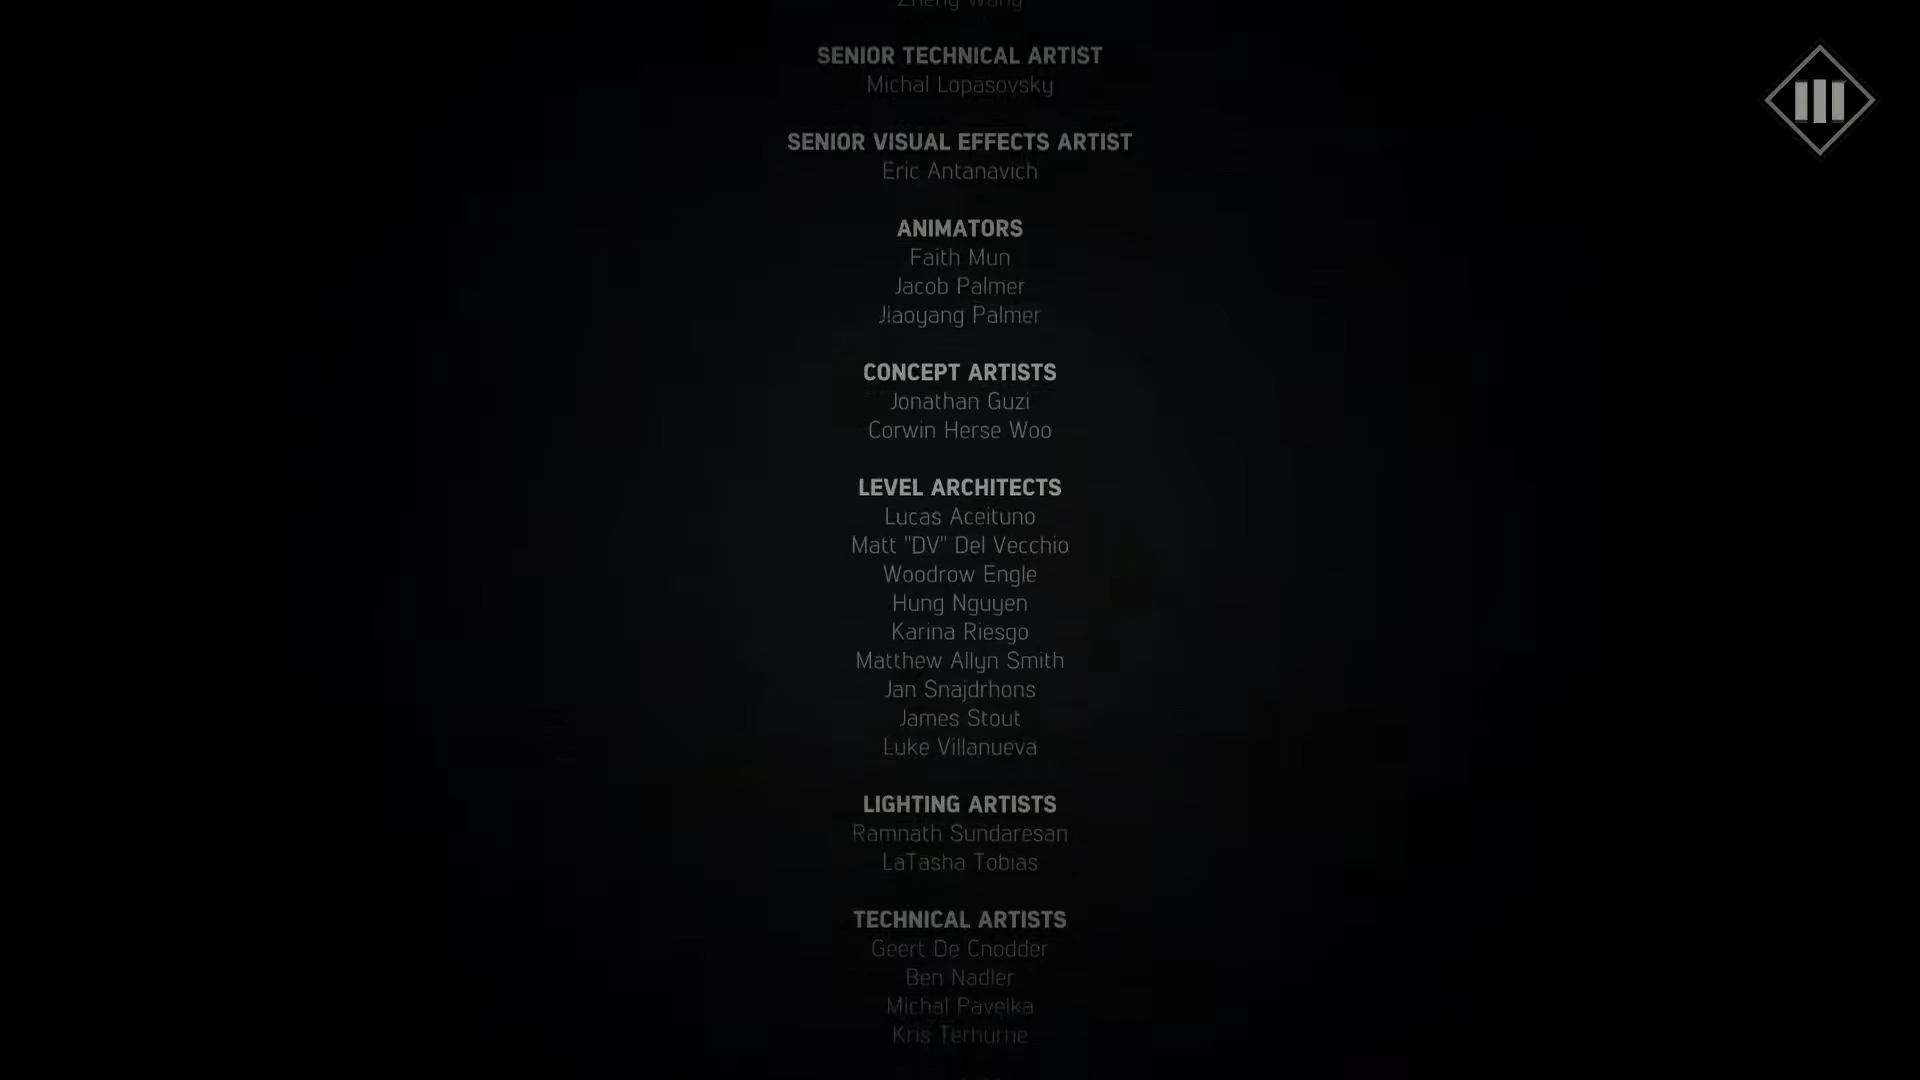 Zheng Wang
SENIOR TECHNICAL ARTIST
Michal Lopasovsky
SENIOR VISUAL EFFECTS ARTIST
Eric Antanavich
ANIMATORS
Faith Mun
Jacob Palmer
Jiaoyang Palmer
CONCEPT ARTISTS
Jonathan Guzi
Corwin Herse Woo
LEVEL ARCHITECTS
Lucas Aceituno
Matt "DV" Del Vecchio
Woodrow Engle
Hung Nguyen
Karina Riesgo
Matthew Allyn Smith
Jan Snajdrhons
James Stout
Luke Villanueva
LIGHTING ARTISTS
Ramnath Sundaresan
LaTasha Tobias
TECHNICAL ARTISTS
Geert De Cnodder
Ben Nadler
Michal Pavelka
Kris Terhurne